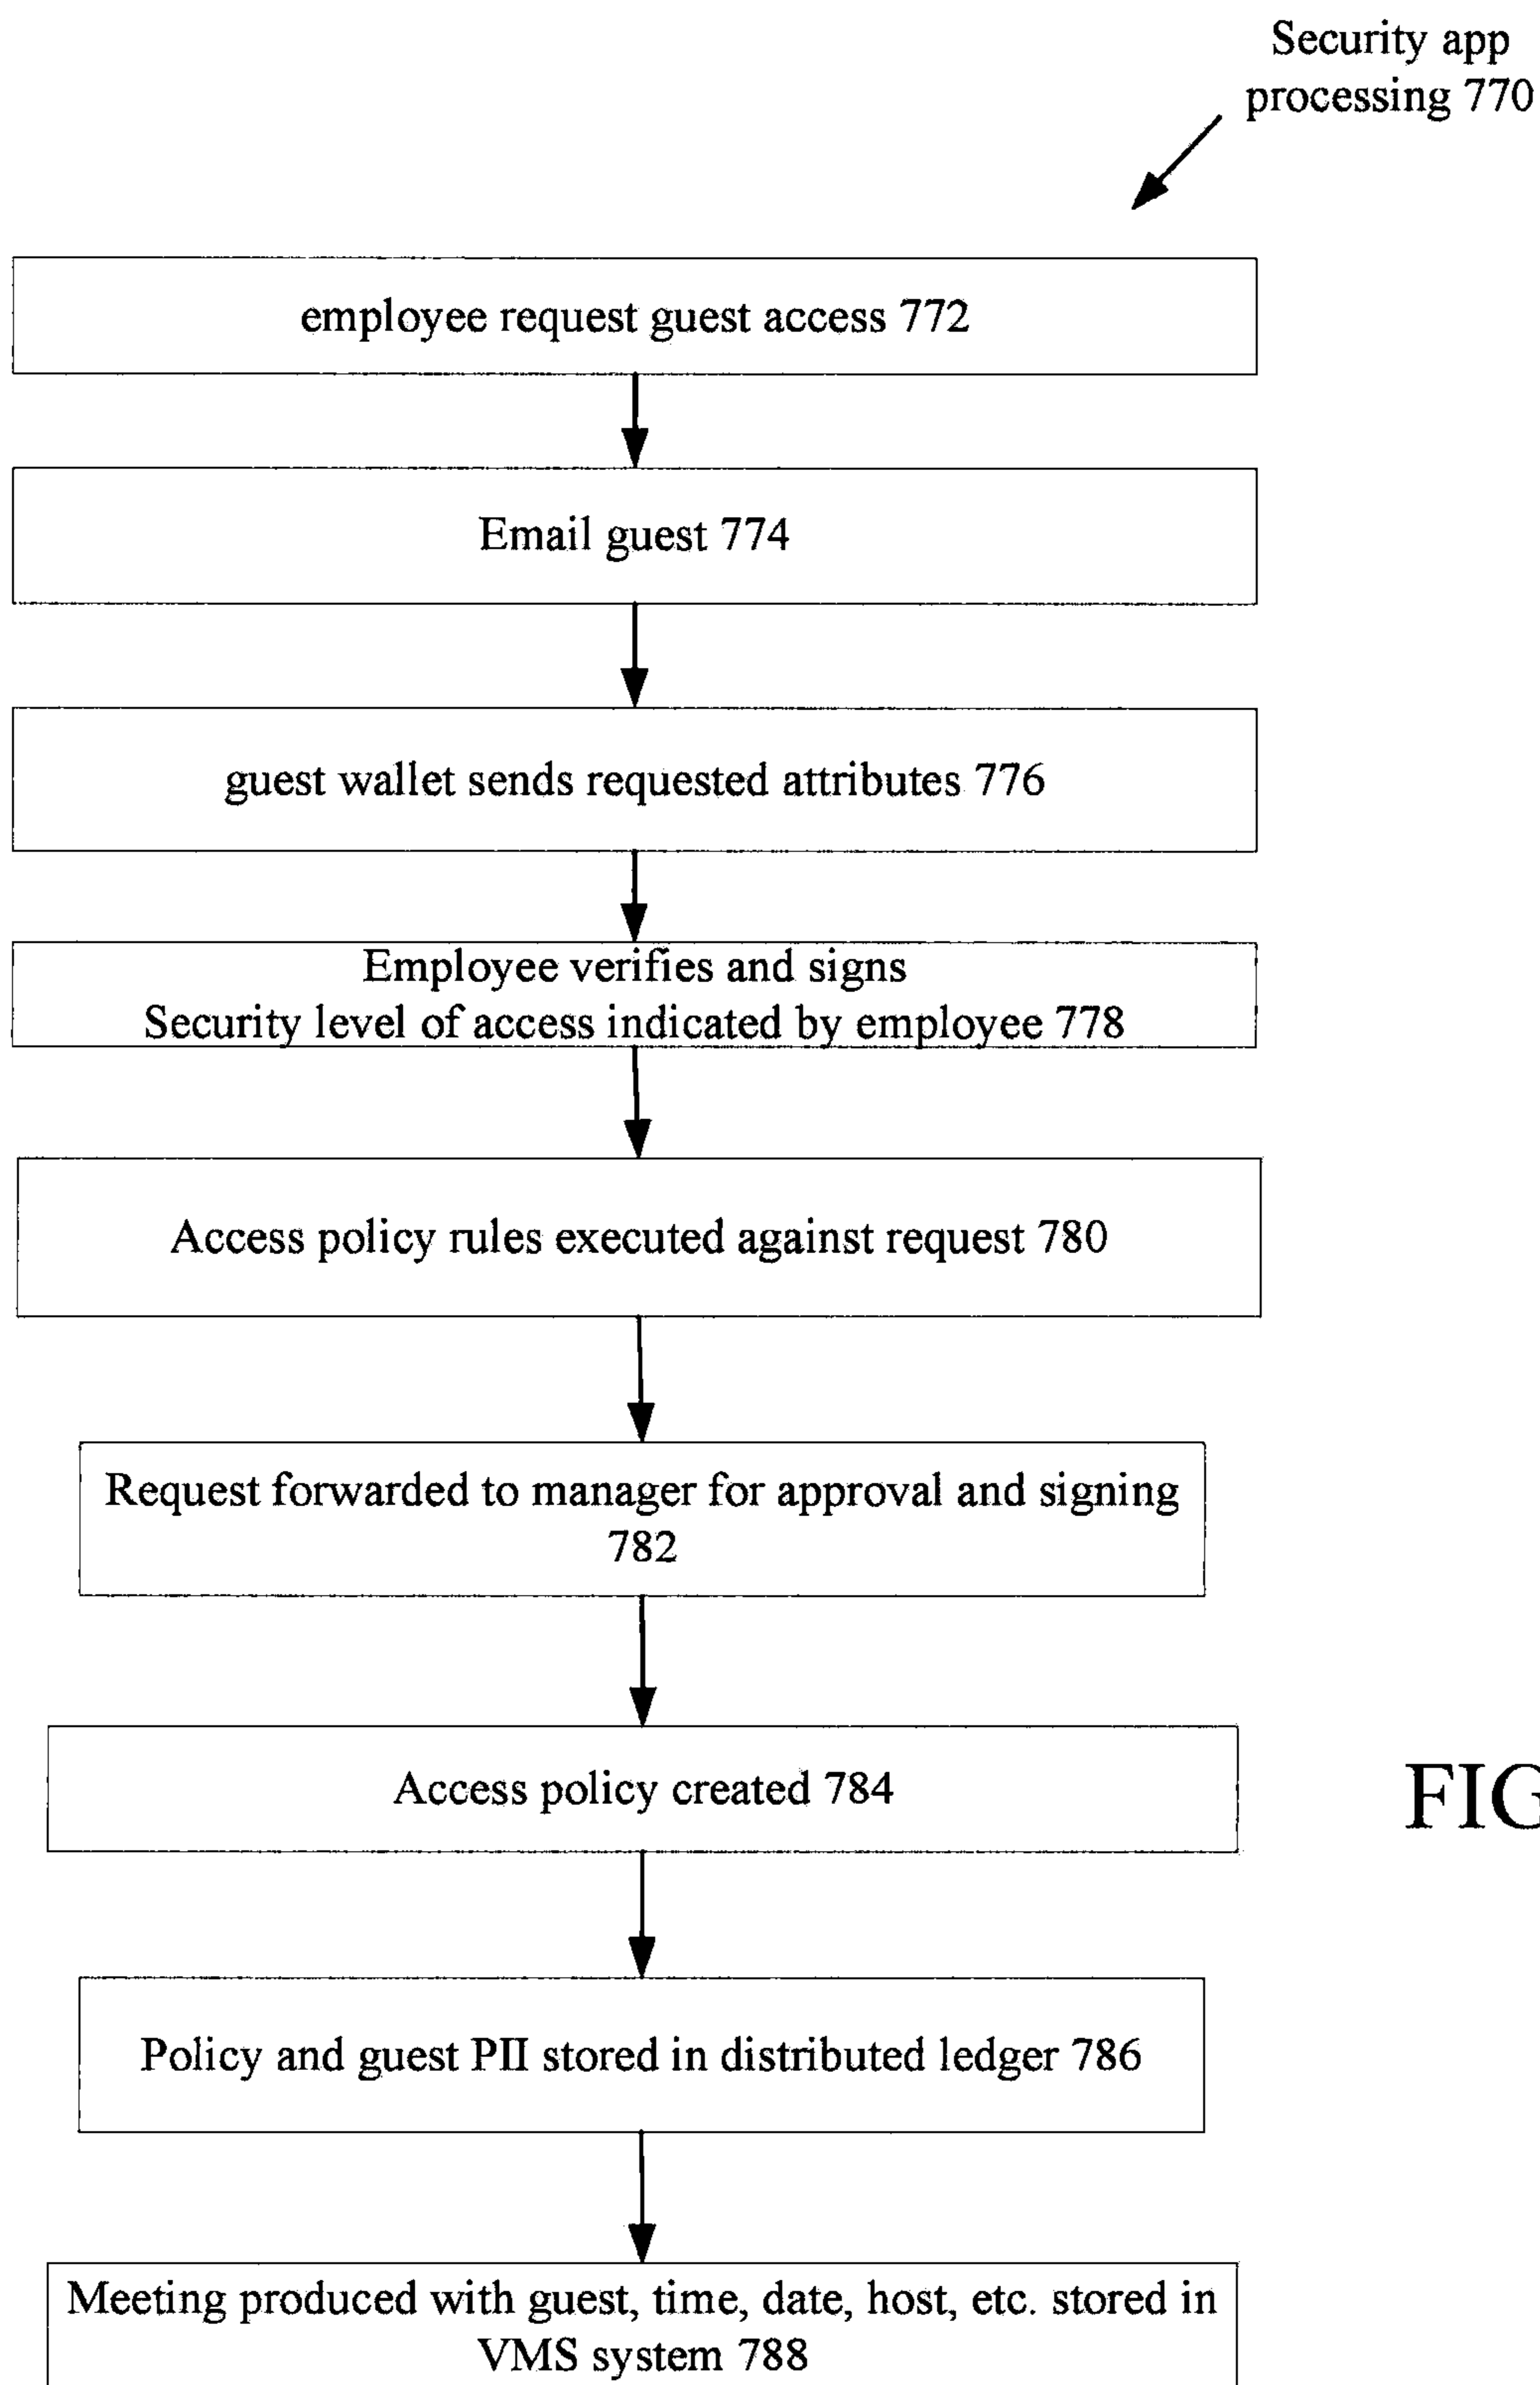 Security app
processing 770
employee request guest access 772
Email guest 774
guest wallet sends requested attributes 776
Employee verifies and signs
Security level of access indicated by employee 778
Access policy rules executed against request 780
Request forwarded to manager for approval and signing
782
Access policy created 784
FIG
Policy and guest PII stored in distributed ledger 786
Meeting produced with guest, time, date, host, etc. stored in
VMS system 788